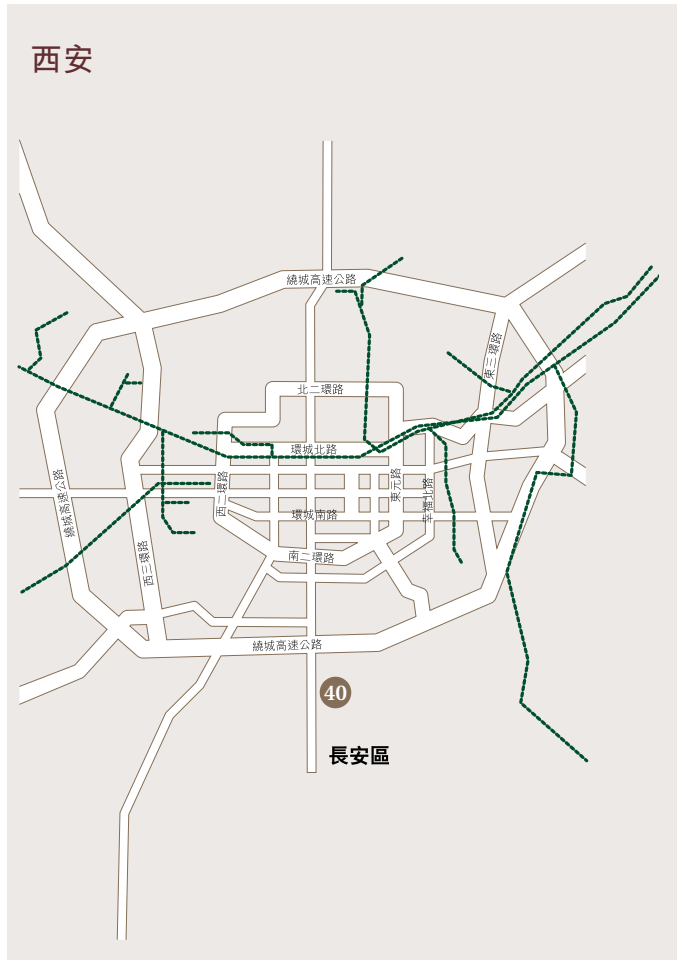 西安
繞城高速公路
東三環路
北二環路
環城北路
西二環路
東元路
幸福北路
繞城高速公路
環城南路
西三環路
南二環路
繞城高速公路
40
長安區